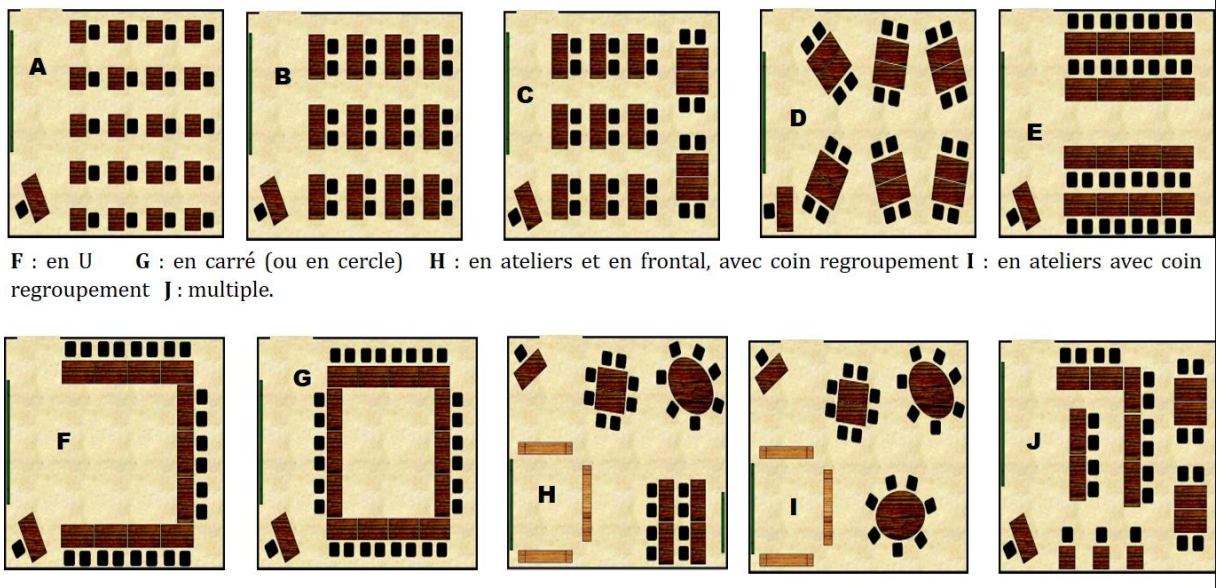 A
B
C
D
E
F : en U G : en carré (ou en cercle) H : en ateliers et en frontal, avec coin regroupement I : en ateliers avec coin
regroupement J : multiple.
F
G
H
I
J